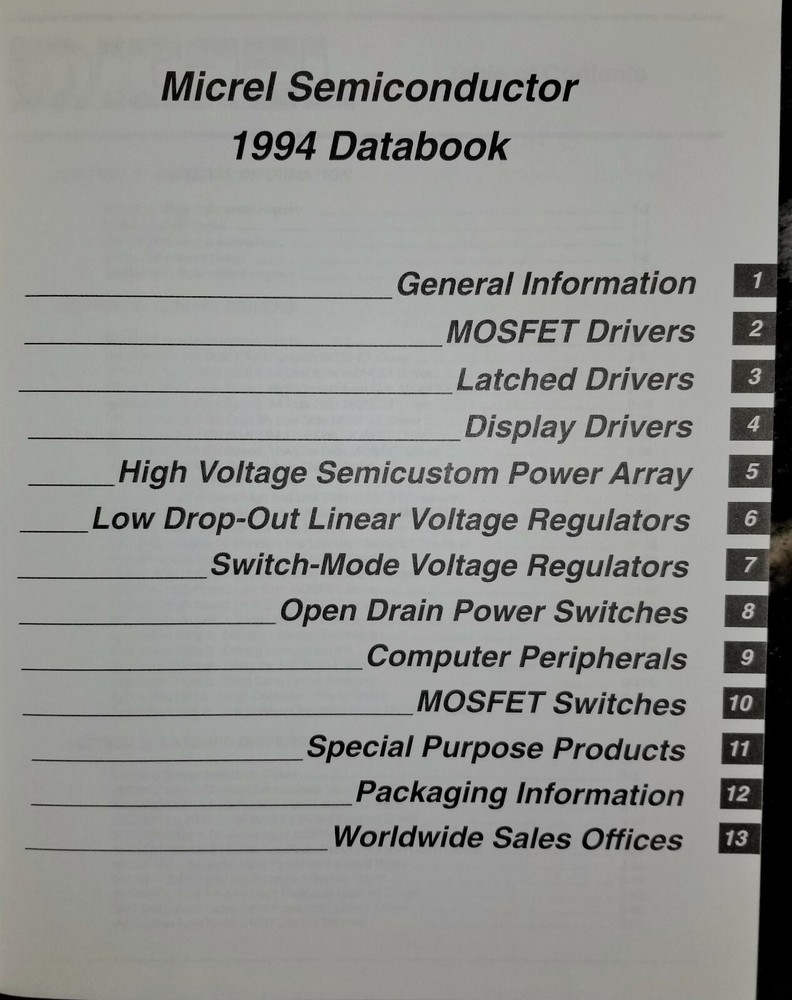 Micrel Semiconductor
1994 Databook
General Information 1
MOSFET Drivers 2
Latched Drivers 3
Display Drivers 4
High Voltage Semicustom Power Array 5
Low Drop-Out Linear Voltage Regulators 6
Switch-Mode Voltage Regulators 7
Open Drain Power Switches 8
Computer Peripherals 9
MOSFET Switches 10
Special Purpose Products 11
Packaging Information 12
Worldwide Sales Offices 13